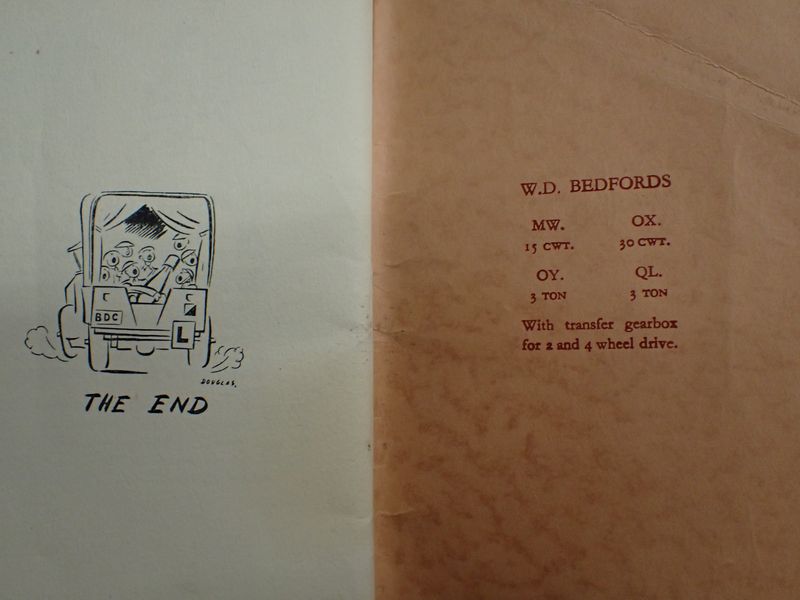 BDC
L
DOUGLAS.
THE END
W.D. BEDFORDS
MW. OX.
15 CWT. 30 CWT.
OY. QL.
3 TON 3 TON
With transfer gearbox
for 2 and 4 wheel drive.